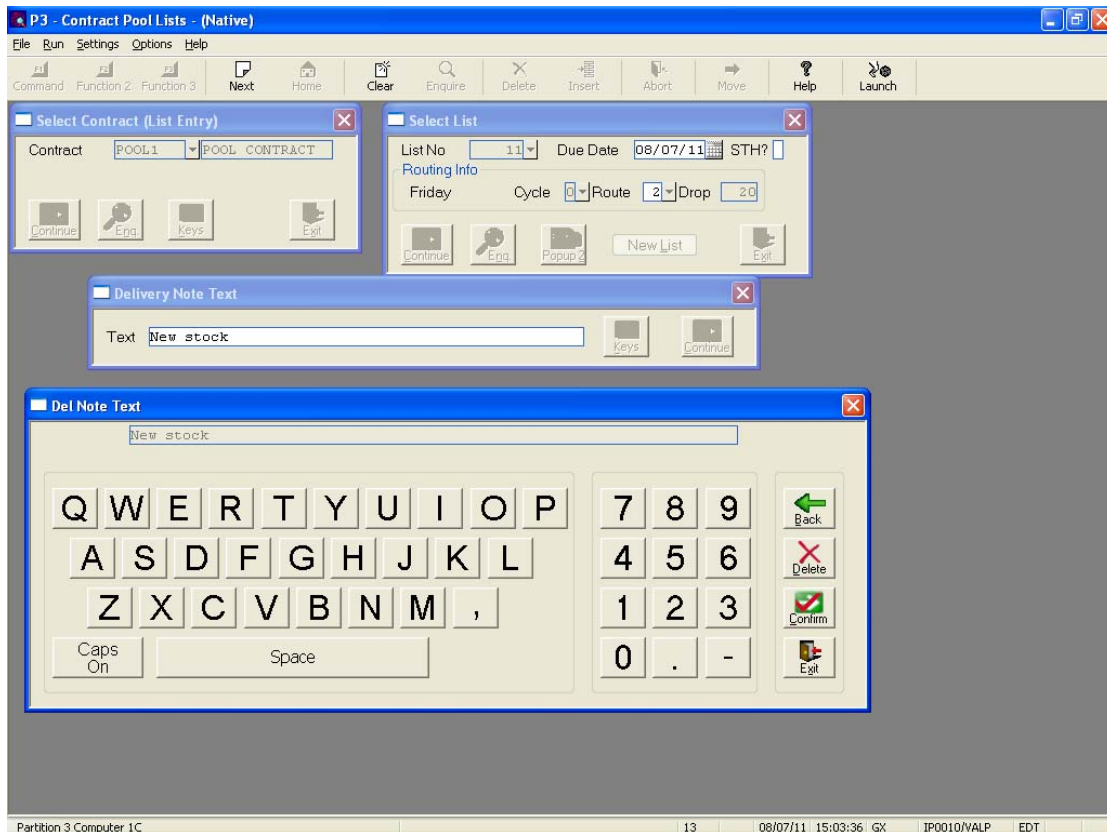 P3 - Contract Pool Lists - (Native)
File Run Settings Options Help
F1 F2 F3
Command Function 2 Function 3 Next Home Clear Enquire Delete Insert Abort Move Help Launch
Select Contract (List Entry)
Contract POOL1 POOL CONTRACT
Continue Enq. Keys Exit
Select List
List No 11 Due Date 08/07/11 STH?
Routing Info
Friday Cycle 0 Route 2 Drop 20
Continue Enq. Popup 2 New List Exit
Delivery Note Text
Text New stock Keys Continue
Del Note Text
New stock
Q W E R T Y U I O P 7 8 9 Back
A S D F G H J K L 4 5 6 Delete
Z X C V B N M , 1 2 3 Confirm
Caps On Space 0 . - Exit
Partition 3 Computer 1C 13 08/07/11 15:03:36 GX IP0010/VALP EDT